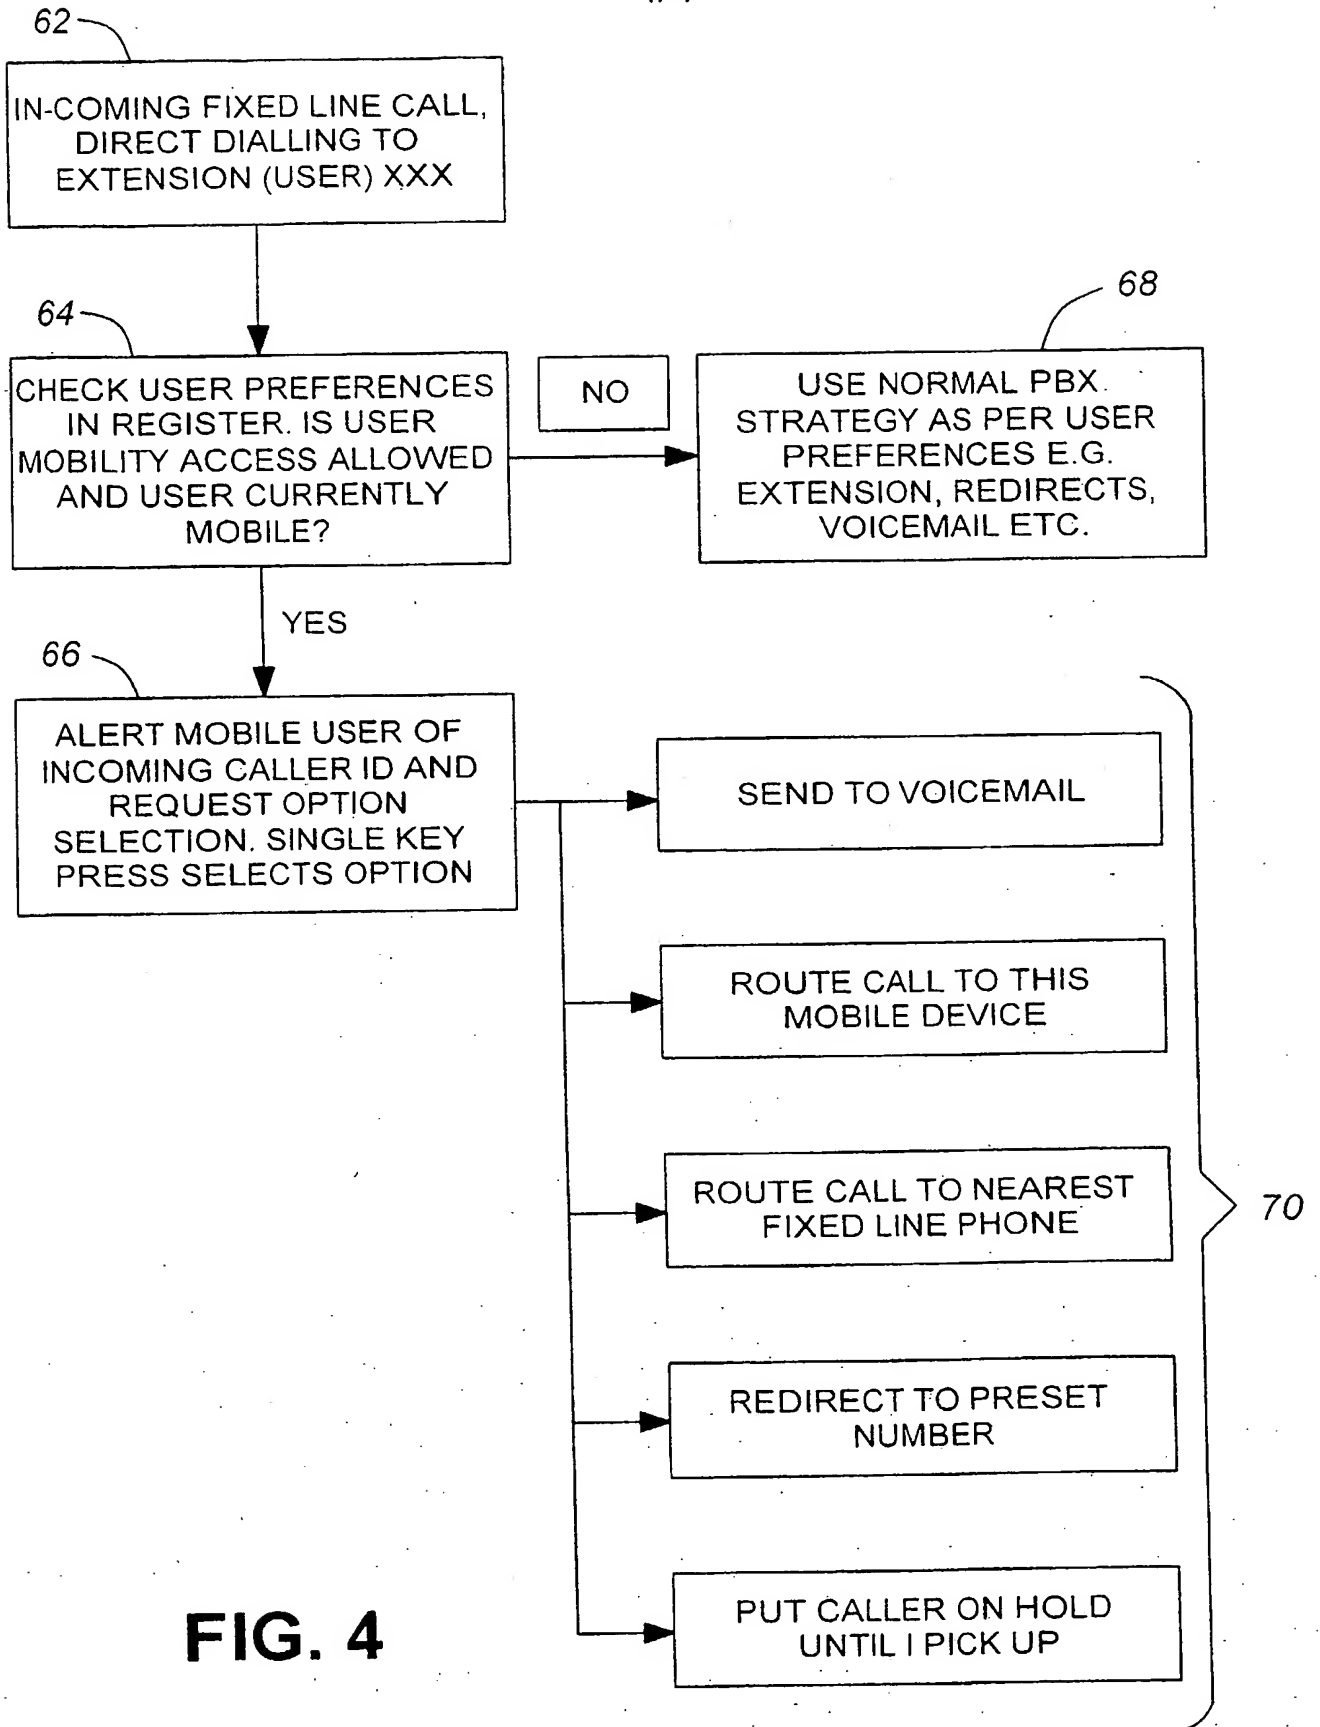 62
IN-COMING FIXED LINE CALL,
DIRECT DIALLING TO
EXTENSION (USER) XXX
64
CHECK USER PREFERENCES
IN REGISTER. IS USER
MOBILITY ACCESS ALLOWED
AND USER CURRENTLY
MOBILE?
NO
68
USE NORMAL PBX
STRATEGY AS PER USER
PREFERENCES E.G.
EXTENSION, REDIRECTS,
VOICEMAIL ETC.
YES
66
ALERT MOBILE USER OF
INCOMING CALLER ID AND
REQUEST OPTION
SELECTION. SINGLE KEY
PRESS SELECTS OPTION
SEND TO VOICEMAIL
ROUTE CALL TO THIS
MOBILE DEVICE
ROUTE CALL TO NEAREST
FIXED LINE PHONE
70
REDIRECT TO PRESET
NUMBER
PUT CALLER ON HOLD
UNTIL I PICK UP
FIG. 4